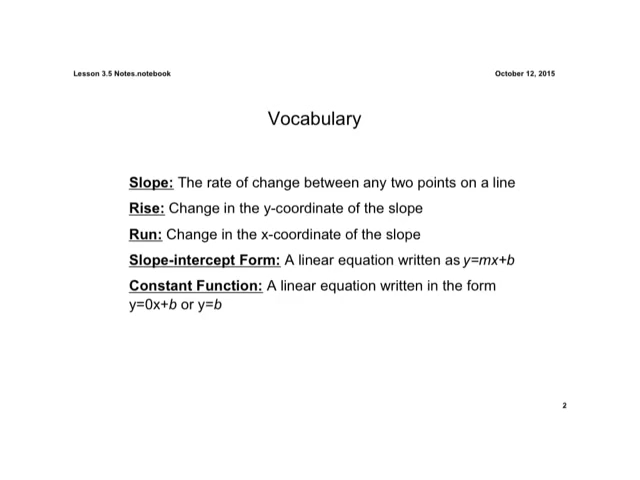 Lesson 3.5 Notes.notebook
October 12, 2015
Vocabulary
Slope: The rate of change between any two points on a line
Rise: Change in the y-coordinate of the slope
Run: Change in the x-coordinate of the slope
Slope-intercept Form: A linear equation written as y=mx+b
Constant Function: A linear equation written in the form
y=0x+b or y=b
2